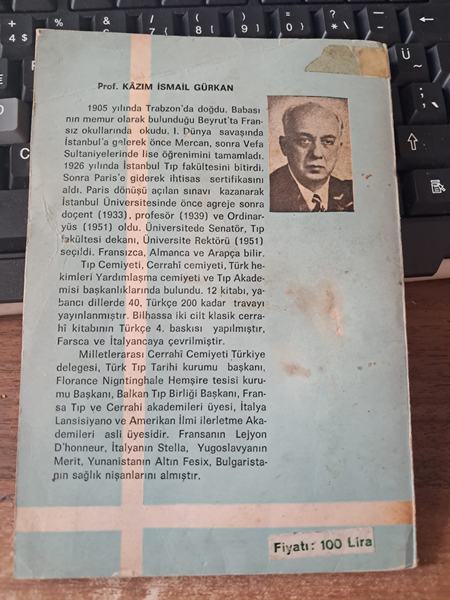 Prof. KÂZIM İSMAİL GÜRKAN
1905 yılında Trabzon'da doğdu. Babası
nın memur olarak bulunduğu Beyrut'ta Fran-
sız okullarında okudu. I. Dünya savaşında
İstanbul'a gelerek önce Mercan, sonra Vefa
Sultaniyelerinde lise öğrenimini tamamladı.
1926 yılında İstanbul Tıp fakültesini bitirdi.
Sonra Paris'e giderek ihtisas sertifikasını
aldı. Paris dönüşü açılan sınavı kazanarak
İstanbul Üniversitesinde önce agreje sonra
doçent (1933), profesör (1939) ve Ordinar-
yüs (1951) oldu. Üniversitede Senatör, Tıp
fakültesi dekanı, Üniversite Rektörü (1951)
seçildi. Fransızca, Almanca ve Arapça bilir.
Tıp Cemiyeti, Cerrahî cemiyeti, Türk he-
kimleri Yardımlaşma cemiyeti ve Tıp Akade-
misi başkanlıklarında bulundu. 12 kitabı, ya-
bancı dillerde 40, Türkçe 200 kadar travayı
yayınlanmıştır. Bilhassa iki cilt klasik cerra-
hî kitabının Türkçe 4. baskısı yapılmıştır,
Farsca ve İtalyancaya çevrilmiştir.
Milletlerarası Cerrahî Cemiyeti Türkiye
delegesi, Türk Tıp Tarihi kurumu başkanı,
Florance Nigntinghale Hemşire tesisi kuru-
mu Başkanı, Balkan Tıp Birliği Başkanı, Fran-
sa Tıp ve Cerrahi akademileri üyesi, İtalya
Lansisiyano ve Amerikan İlmi ilerletme Aka-
demileri asli üyesidir. Fransanın Lejyon
D'honneur, İtalyanın Stella, Yugoslavyanın
Merit, Yunanistanın Altın Fesix, Bulgarista-
nın sağlık nişanlarını almıştır.
Fiyatı: 100 Lira